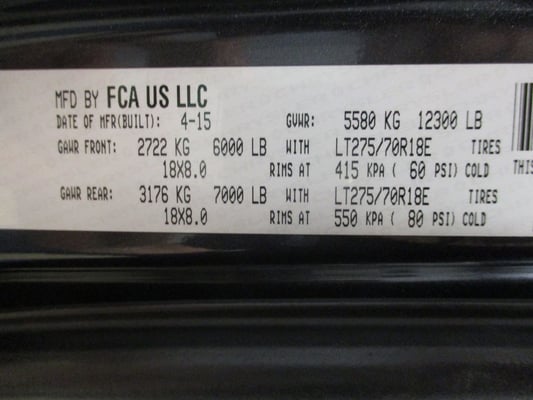 MFD BY FCA US LLC
DATE OF MFR(BUILT): 4-15 GVWR: 5580 KG 12300 LB
GAWR FRONT: 2722 KG 6000 LB WITH LT275/70R18E TIRES
18X8.0 RIMS AT 415 KPA ( 60 PSI) COLD THIS
GAWR REAR: 3176 KG 7000 LB WITH LT275/70R18E TIRES
18X8.0 RIMS AT 550 KPA ( 80 PSI) COLD